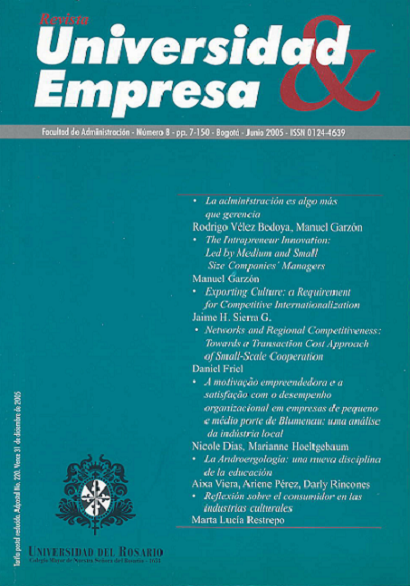 Revista
Universidad
&
Empresa
Facultad de Administración - Número 8 - pp. 7-150 - Bogotá - Junio 2005 - ISSN 0124-4639
• La administración es algo más
que gerencia
Rodrigo Vélez Bedoya, Manuel Garzón
• The Intrapreneur Innovation:
Led by Medium and Small
Size Companies' Managers
Manuel Garzón
• Exporting Culture: a Requirement
for Competitive Internationalization
Jaime H. Sierra G.
• Networks and Regional Competitiveness:
Towards a Transaction Cost Approach
of Small-Scale Cooperation
Daniel Friel
• A motivação empreendedora e a
satisfação com o desempenho
organizacional em empresas de pequeno
e médio porte de Blumenau: uma análise
da indústria local
Nicole Dias, Marianne Hoeltgebaum
• La Androergología: una nueva disciplina
de la educación
Aixa Viera, Ariene Pérez, Darly Rincones
• Reflexión sobre el consumidor en las
industrias culturales
Marta Lucía Restrepo
Tarifa postal reducida. Adpostal No. 220. Vence 31 de diciembre de 2005
UNIVERSIDAD DEL ROSARIO
Colegio Mayor de Nuestra Señora del Rosario - 1653